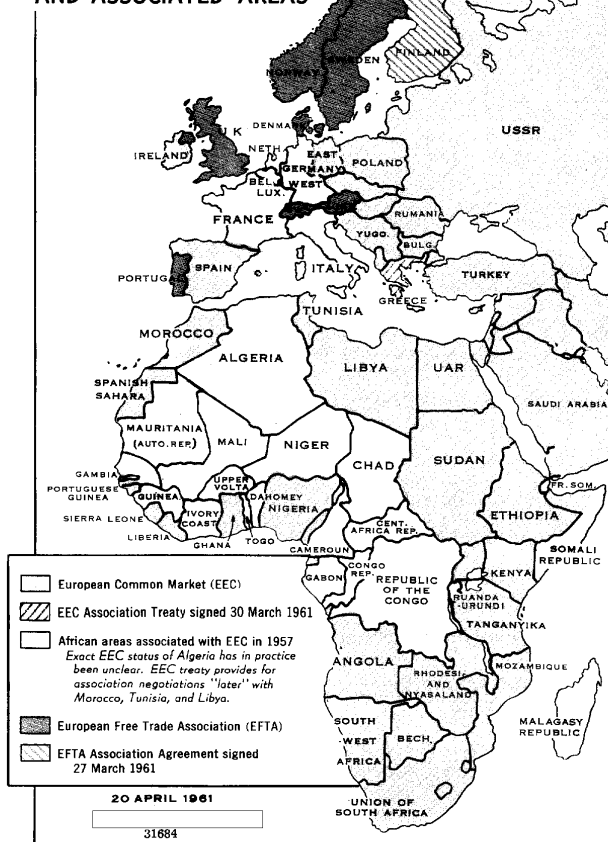 AND ASSOCIATED AREAS
NORWAY
SWEDEN
FINLAND
USSR
UK
IRELAND
DENMARK
NETH.
EAST
GERMANY
WEST
POLAND
BEL.
LUX.
FRANCE
RUMANIA
YUGO.
BULG.
PORTUG
SPAIN
ITALY
GREECE
TURKEY
TUNISIA
MOROCCO
ALGERIA
LIBYA
UAR
SPANISH
SAHARA
SAUDI ARABIA
MAURITANIA
(AUTO. REP.)
MALI
NIGER
CHAD
SUDAN
GAMBIA
PORTUGUESE
GUINEA
GUINEA
UPPER
VOLTA
DAHOMEY
NIGERIA
FR. SOM.
SIERRA LEONE
IVORY
COAST
ETHIOPIA
LIBERIA
GHANA
TOGO
CENT.
AFRICA REP.
CAMEROUN
SOMALI
REPUBLIC
GABON
CONGO
REP.
REPUBLIC
OF THE
CONGO
KENYA
RUANDA
-URUNDI
TANGANYIKA
ANGOLA
MOZAMBIQUE
RHODESI
AND
NYASALAND
SOUTH
WEST
AFRICA
BECH.
MALAGASY
REPUBLIC
UNION OF
SOUTH AFRICA
European Common Market (EEC)
EEC Association Treaty signed 30 March 1961
African areas associated with EEC in 1957
Exact EEC status of Algeria has in practice
been unclear. EEC treaty provides for
association negotiations "later" with
Morocco, Tunisia, and Libya.
European Free Trade Association (EFTA)
EFTA Association Agreement signed
27 March 1961
20 APRIL 1961
31684